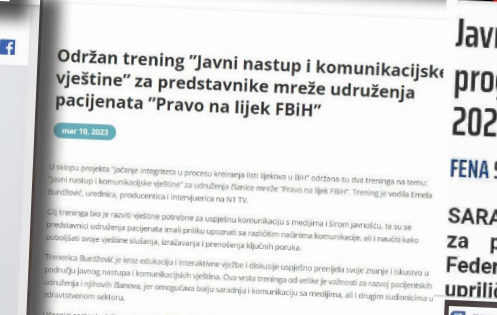 Održan trening ”Javni nastup i komunikacijske
vještine” za predstavnike mreže udruženja
pacijenata ”Pravo na lijek FBiH”
mar 10, 2023
U sklopu projekta ”Jačanje integriteta u procesu kreiranja listi lijekova u BiH” održana su dva treninga na temu:
”Javni nastup i komunikacijske vještine” za udruženja članice mreže ”Pravo na lijek FBiH”. Trening je vodila Emela
Burdžović, urednica, producentica i intervjuerica na N1 TV.
Cilj treninga bio je razviti vještine potrebne za uspješnu komunikaciju s medijima i širom javnošću, te su se
predstavnici udruženja pacijenata imali priliku upoznati sa različitim načinima komunikacije, ali i naučiti kako
poboljšati svoje vještine slušanja, izražavanja i prenošenja ključnih poruka.
Trenerica Burdžović je kroz edukaciju i interaktivne vježbe i diskusije uspješno prenijela svoje znanje i iskustvo u
području javnog nastupa i komunikacijskih vještina. Ova vrsta treninga od velike je važnosti za razvoj pacijentskih
udruženja i njihovih članova, jer omogućava bolju saradnju i komunikaciju sa medijima, ali i drugim sudionicima u
zdravstvenom sektoru.
Javn
pro
202
FENA S
SARA
za p
Feder
ubrilič